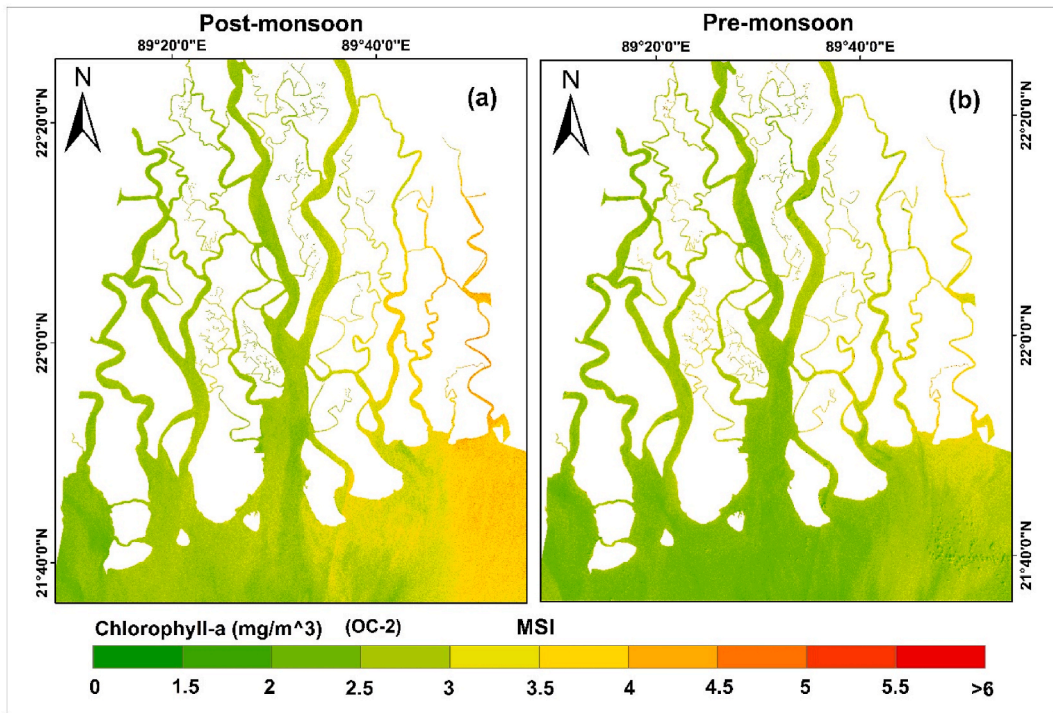 Post-monsoon
Pre-monsoon
89°20'0"E
89°40'0"E
89°20'0"E
89°40'0"E
N
(a)
N
(b)
22°20'0"N
22°20'0"N
22°0'0"N
22°0'0"N
21°40'0"N
21°40'0"N
Chlorophyll-a (mg/m^3) (OC-2) MSI
0 1.5 2 2.5 3 3.5 4 4.5 5 5.5 >6